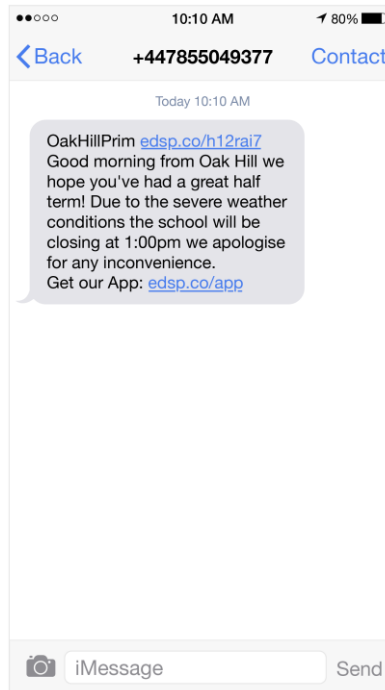 10:10 AM
80%
Back
+447855049377
Contact
Today 10:10 AM
OakHillPrim edsp.co/h12rai7
Good morning from Oak Hill we
hope you've had a great half
term! Due to the severe weather
conditions the school will be
closing at 1:00pm we apologise
for any inconvenience.
Get our App: edsp.co/app
iMessage
Send